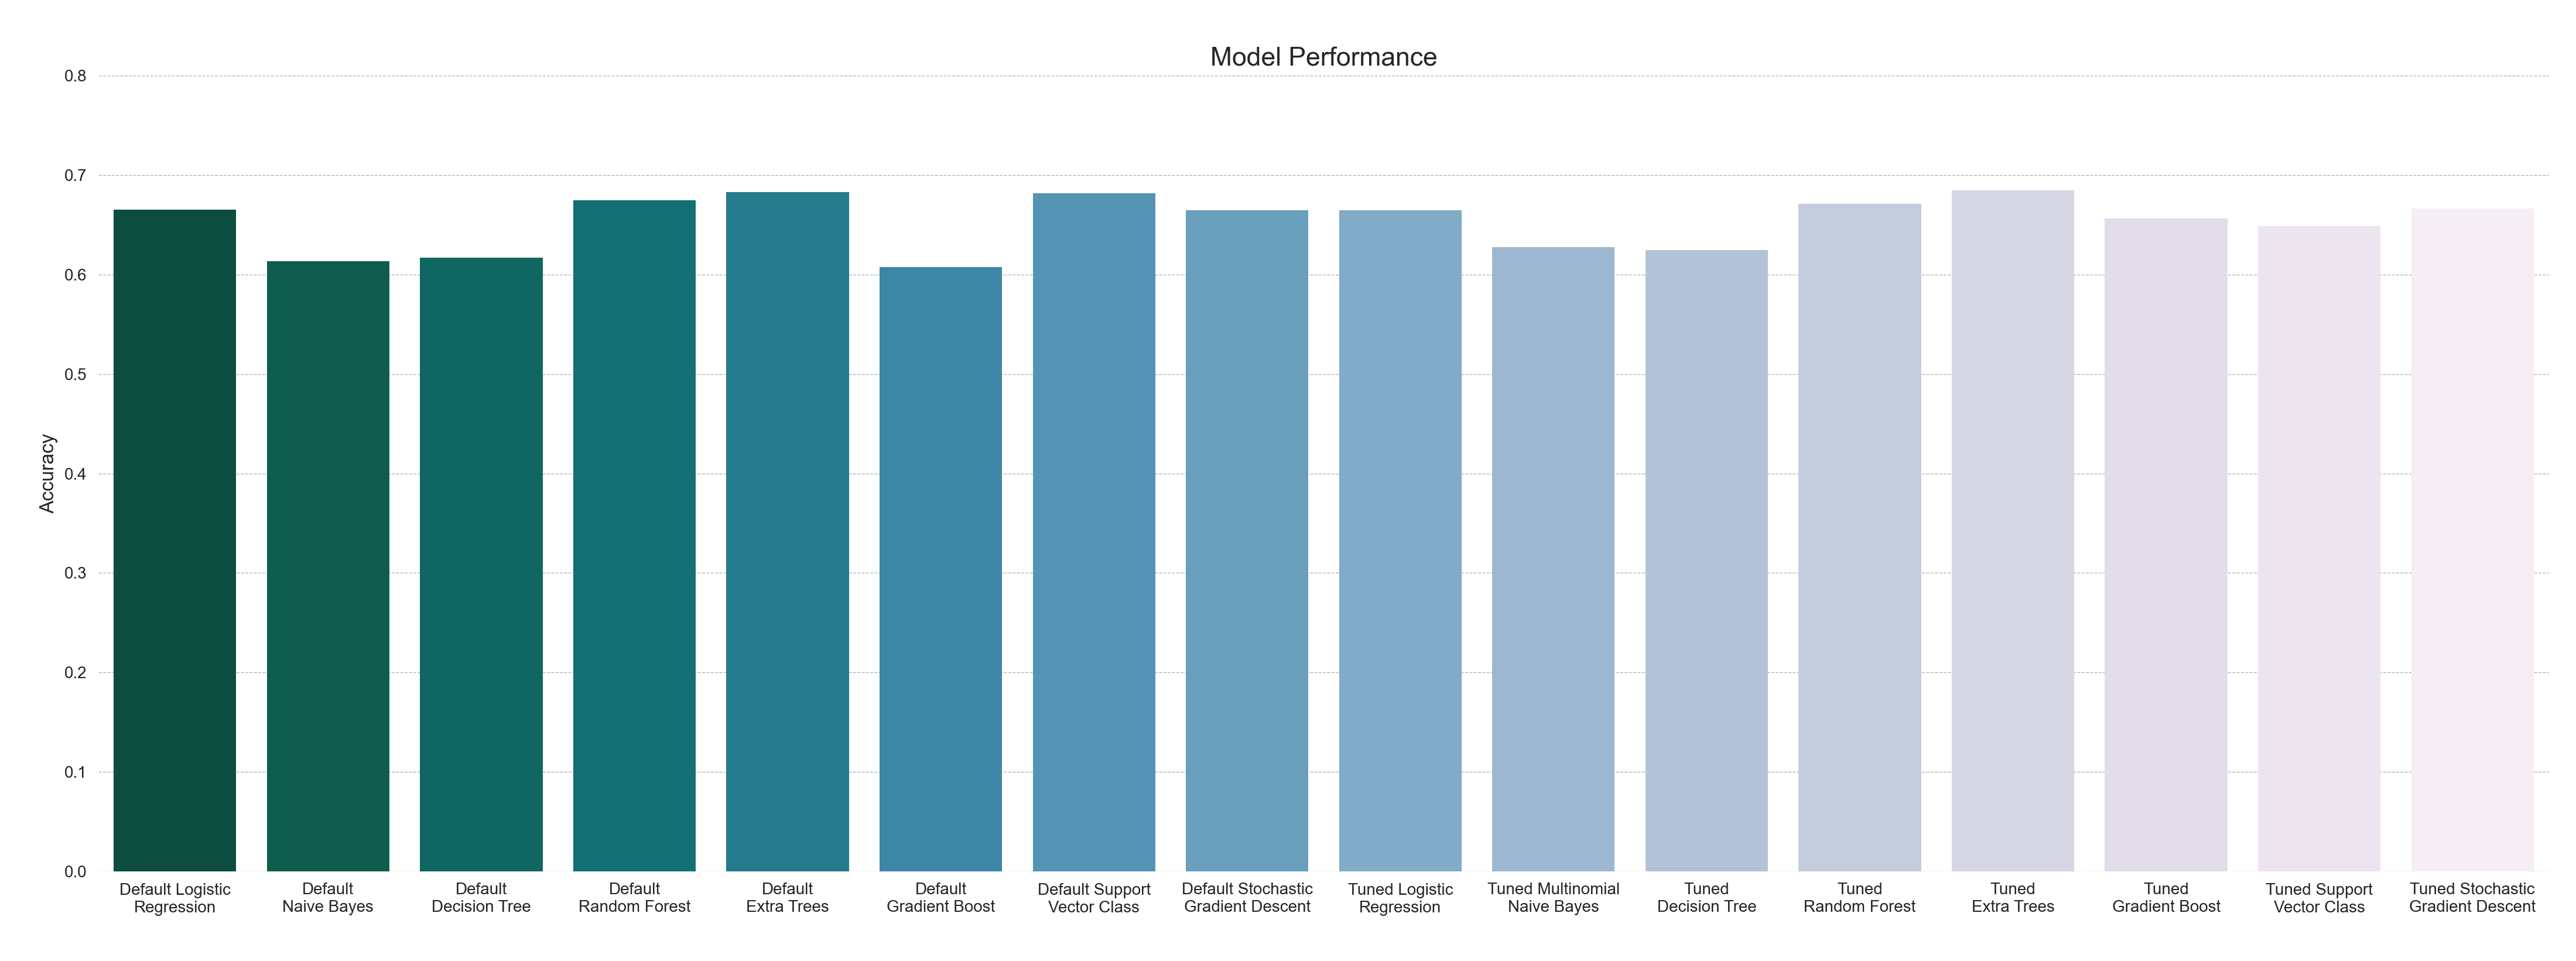 Model Performance
0.8
0.7
0.6
0.5
0.4
0.3
0.2
0.1
0.0
Accuracy
Default Logistic
Regression
Default
Naive Bayes
Default
Decision Tree
Default
Random Forest
Default
Extra Trees
Default
Gradient Boost
Default Support
Vector Class
Default Stochastic
Gradient Descent
Tuned Logistic
Regression
Tuned Multinomial
Naive Bayes
Tuned
Decision Tree
Tuned
Random Forest
Tuned
Extra Trees
Tuned
Gradient Boost
Tuned Support
Vector Class
Tuned Stochastic
Gradient Descent